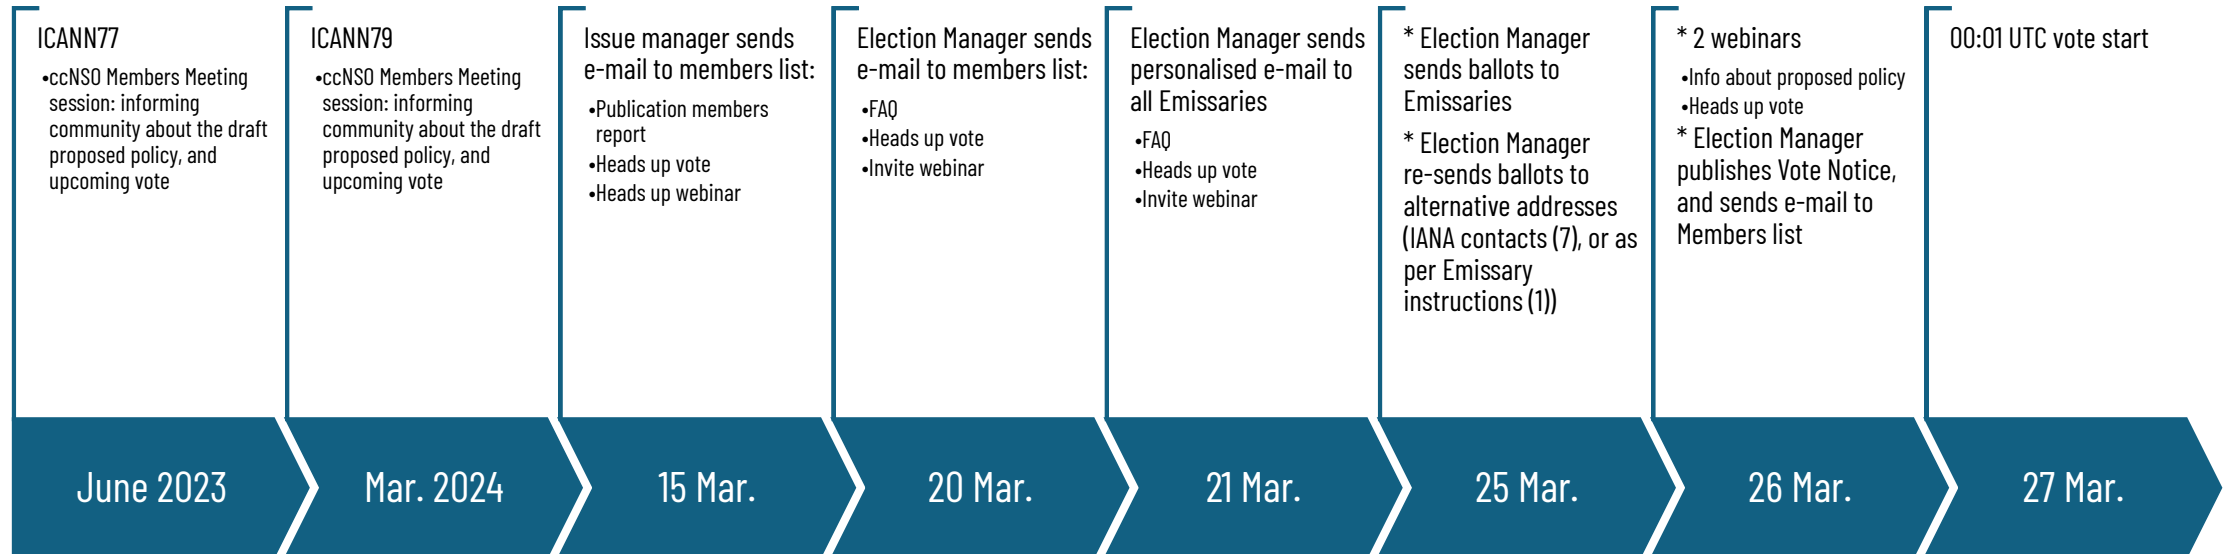 ICANN77
•ccNSO Members Meeting
session: informing
community about the draft
proposed policy, and
upcoming vote
June 2023
ICANN79
•ccNSO Members Meeting
session: informing
community about the draft
proposed policy, and
upcoming vote
Mar. 2024
Issue manager sends
e-mail to members list:
•Publication members
report
•Heads up vote
•Heads up webinar
15 Mar.
Election Manager sends
e-mail to members list:
•FAQ
•Heads up vote
•Invite webinar
20 Mar.
Election Manager sends
personalised e-mail to
all Emissaries
•FAQ
•Heads up vote
•Invite webinar
21 Mar.
* Election Manager
sends ballots to
Emissaries
* Election Manager
re-sends ballots to
alternative addresses
(IANA contacts (7), or as
per Emissary
instructions (1))
25 Mar.
* 2 webinars
•Info about proposed policy
•Heads up vote
* Election Manager
publishes Vote Notice,
and sends e-mail to
Members list
26 Mar.
00:01 UTC vote start
27 Mar.